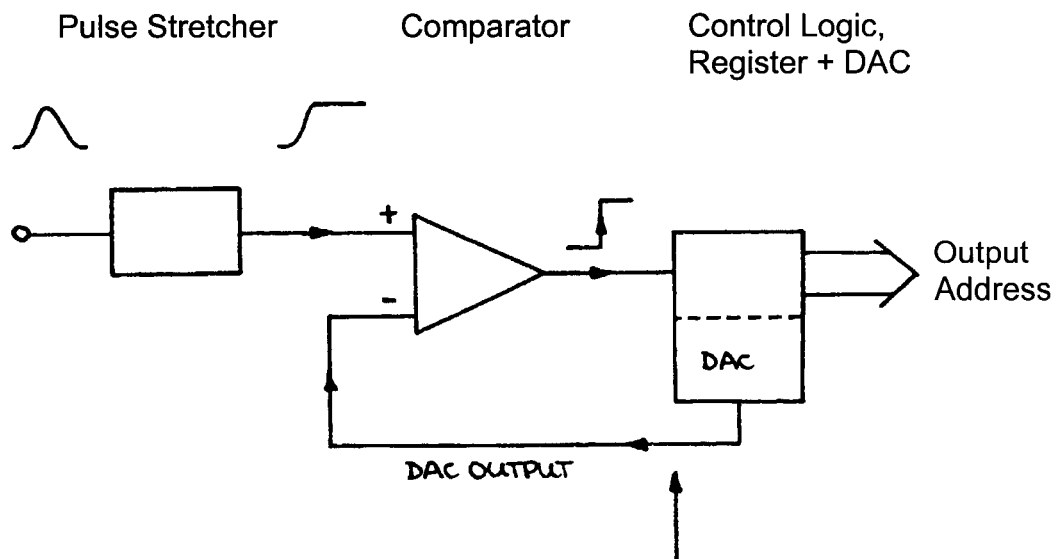 Pulse Stretcher
Comparator
Control Logic,
Register + DAC
+
-
DAC
Output
Address
DAC OUTPUT